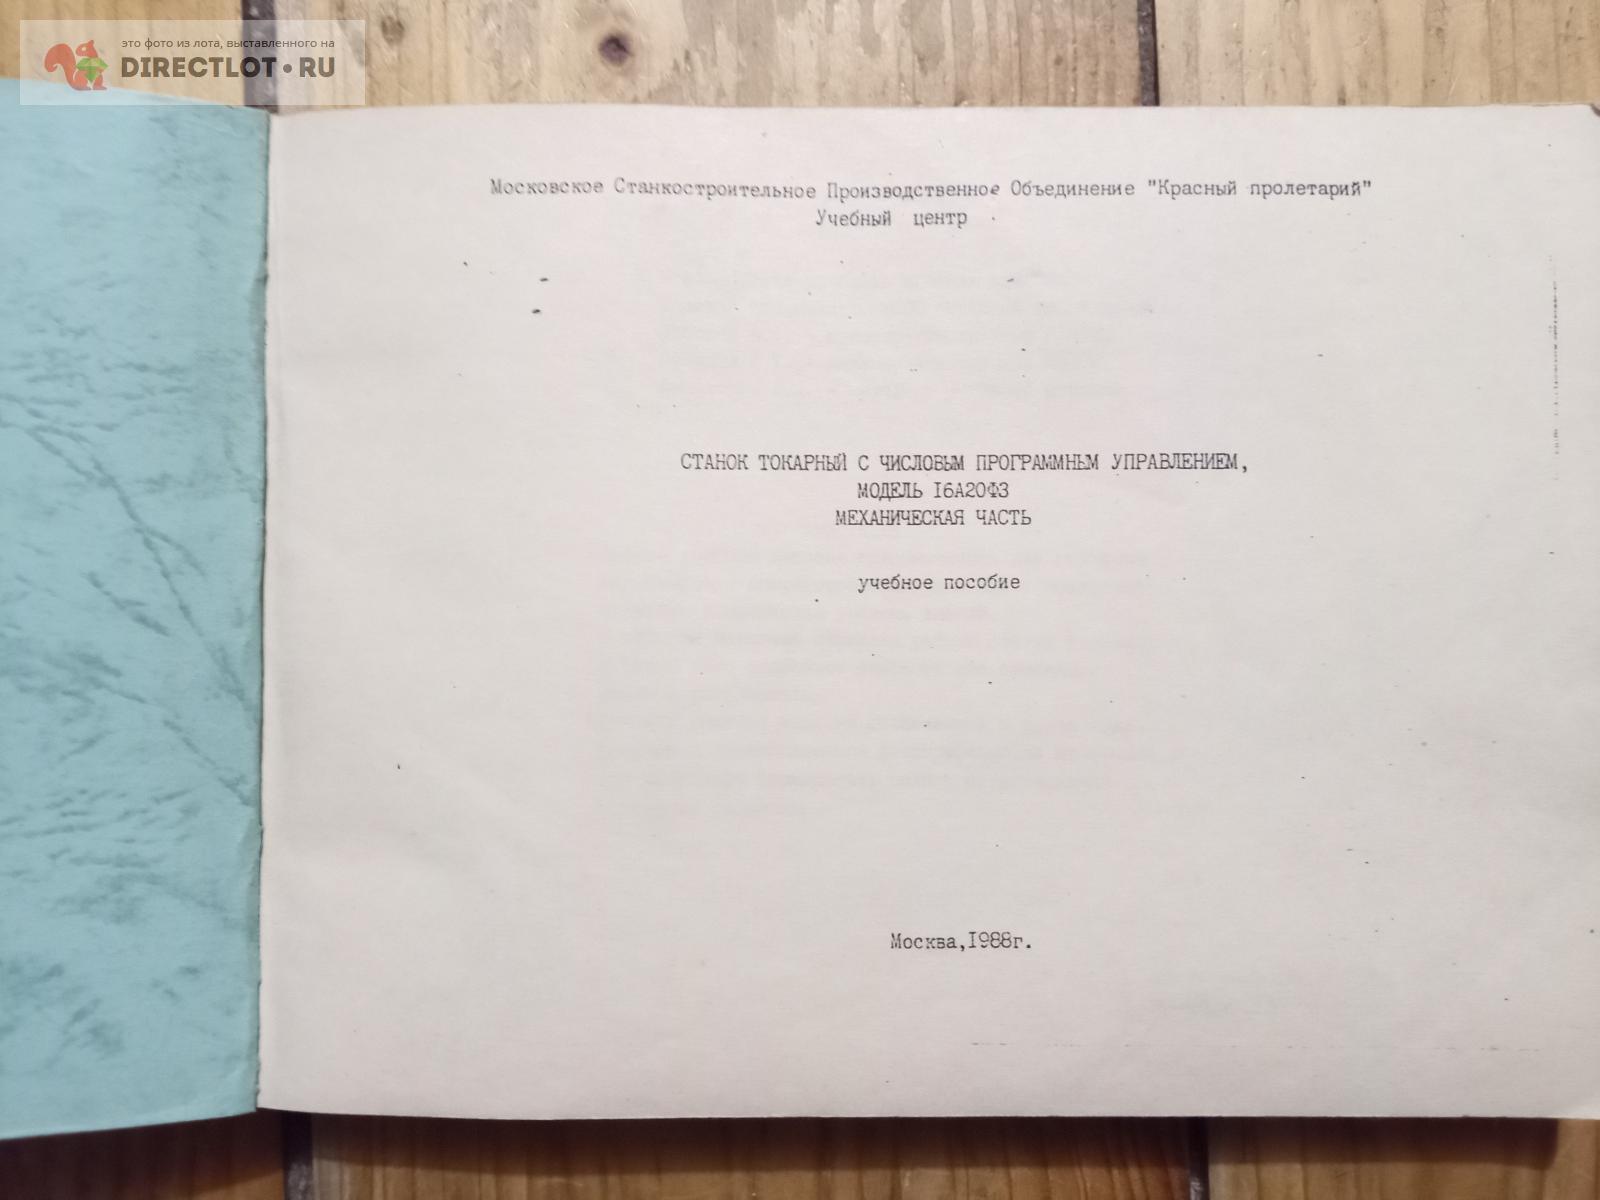 это фото из лота, выставленного на
DIRECTLOT.RU
Московское Станкостроительное Производственное Объединение "Красный пролетарий"
Учебный центр
СТАНОК ТОКАРНЫЙ С ЧИСЛОВЫМ ПРОГРАММНЫМ УПРАВЛЕНИЕМ,
МОДЕЛЬ I6А20Ф3
МЕХАНИЧЕСКАЯ ЧАСТЬ
учебное пособие
Москва,I988г.